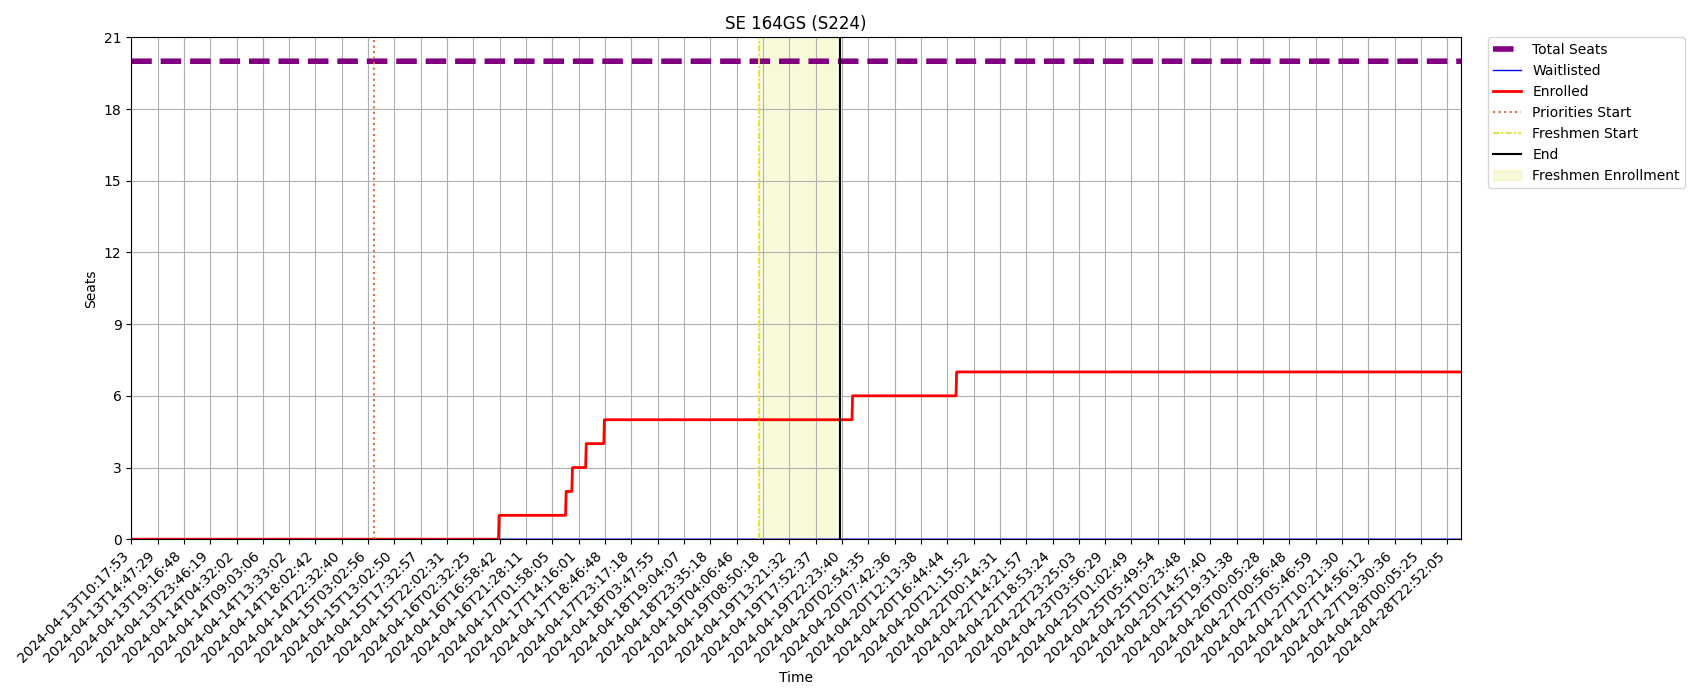 SE 164GS (S224)
21
18
15
12
9
6
3
0
Seats
2024-04-13T10:17:53
2024-04-13T14:47:29
2024-04-13T19:16:48
2024-04-13T23:46:19
2024-04-14T04:32:02
2024-04-14T09:03:06
2024-04-14T13:33:02
2024-04-14T18:02:42
2024-04-14T22:32:40
2024-04-15T03:02:56
2024-04-15T13:02:50
2024-04-15T17:32:57
2024-04-15T22:02:31
2024-04-16T02:32:25
2024-04-16T16:58:42
2024-04-16T21:28:11
2024-04-17T01:58:05
2024-04-17T14:16:01
2024-04-17T18:46:48
2024-04-17T23:17:18
2024-04-18T03:47:55
2024-04-18T19:04:07
2024-04-18T23:35:18
2024-04-19T04:06:46
2024-04-19T08:50:18
2024-04-19T13:21:32
2024-04-19T17:52:37
2024-04-19T22:23:40
2024-04-20T02:54:35
2024-04-20T07:42:36
2024-04-20T12:13:38
2024-04-20T16:44:44
2024-04-20T21:15:52
2024-04-22T00:14:31
2024-04-22T14:21:57
2024-04-22T18:53:24
2024-04-22T23:25:03
2024-04-23T03:56:29
2024-04-25T01:02:49
2024-04-25T05:49:54
2024-04-25T10:23:48
2024-04-25T14:57:40
2024-04-25T19:31:38
2024-04-26T00:05:28
2024-04-27T00:56:48
2024-04-27T05:46:59
2024-04-27T10:21:30
2024-04-27T14:56:12
2024-04-27T19:30:36
2024-04-28T00:05:25
2024-04-28T22:52:05
Time
Total Seats
Waitlisted
Enrolled
Priorities Start
Freshmen Start
End
Freshmen Enrollment